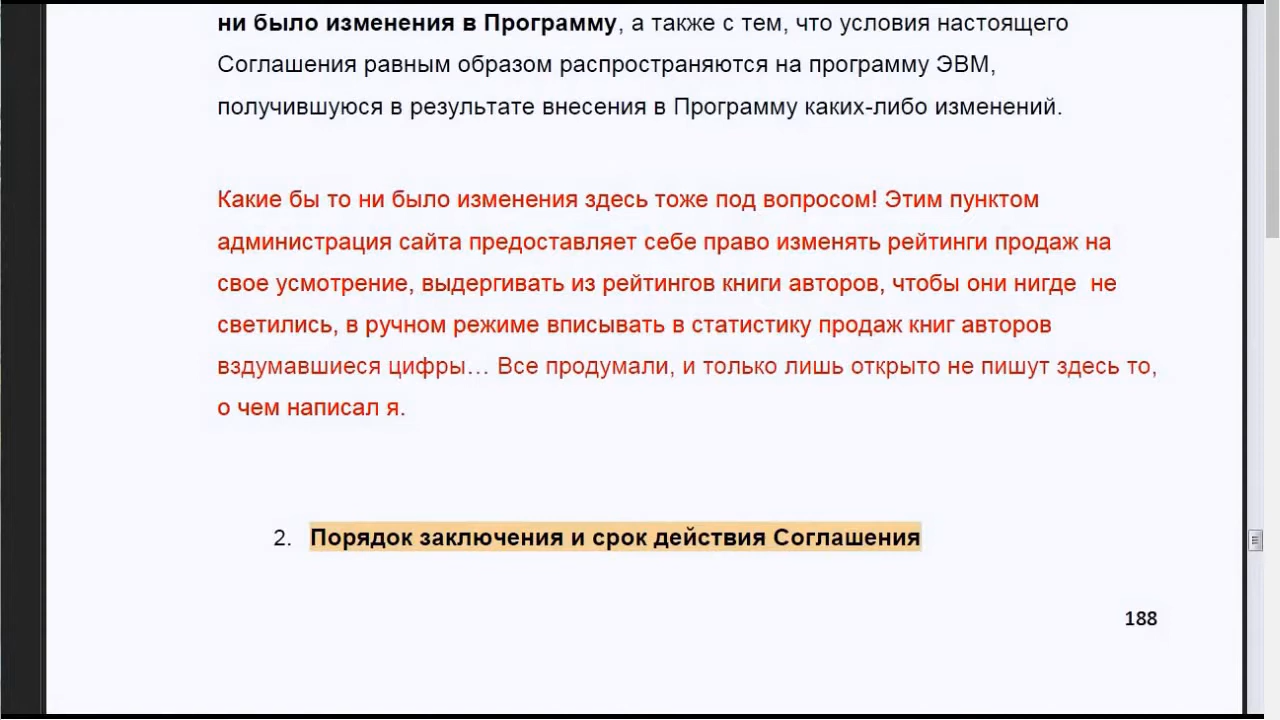 ни было изменения в Программу, а также с тем, что условия настоящего
Соглашения равным образом распространяются на программу ЭВМ,
получившуюся в результате внесения в Программу каких-либо изменений.
Какие бы то ни было изменения здесь тоже под вопросом! Этим пунктом
администрация сайта предоставляет себе право изменять рейтинги продаж на
свое усмотрение, выдергивать из рейтингов книги авторов, чтобы они нигде  не
светились, в ручном режиме вписывать в статистику продаж книг авторов
вздумавшиеся цифры… Все продумали, и только лишь открыто не пишут здесь то,
о чем написал я.
2. Порядок заключения и срок действия Соглашения
188